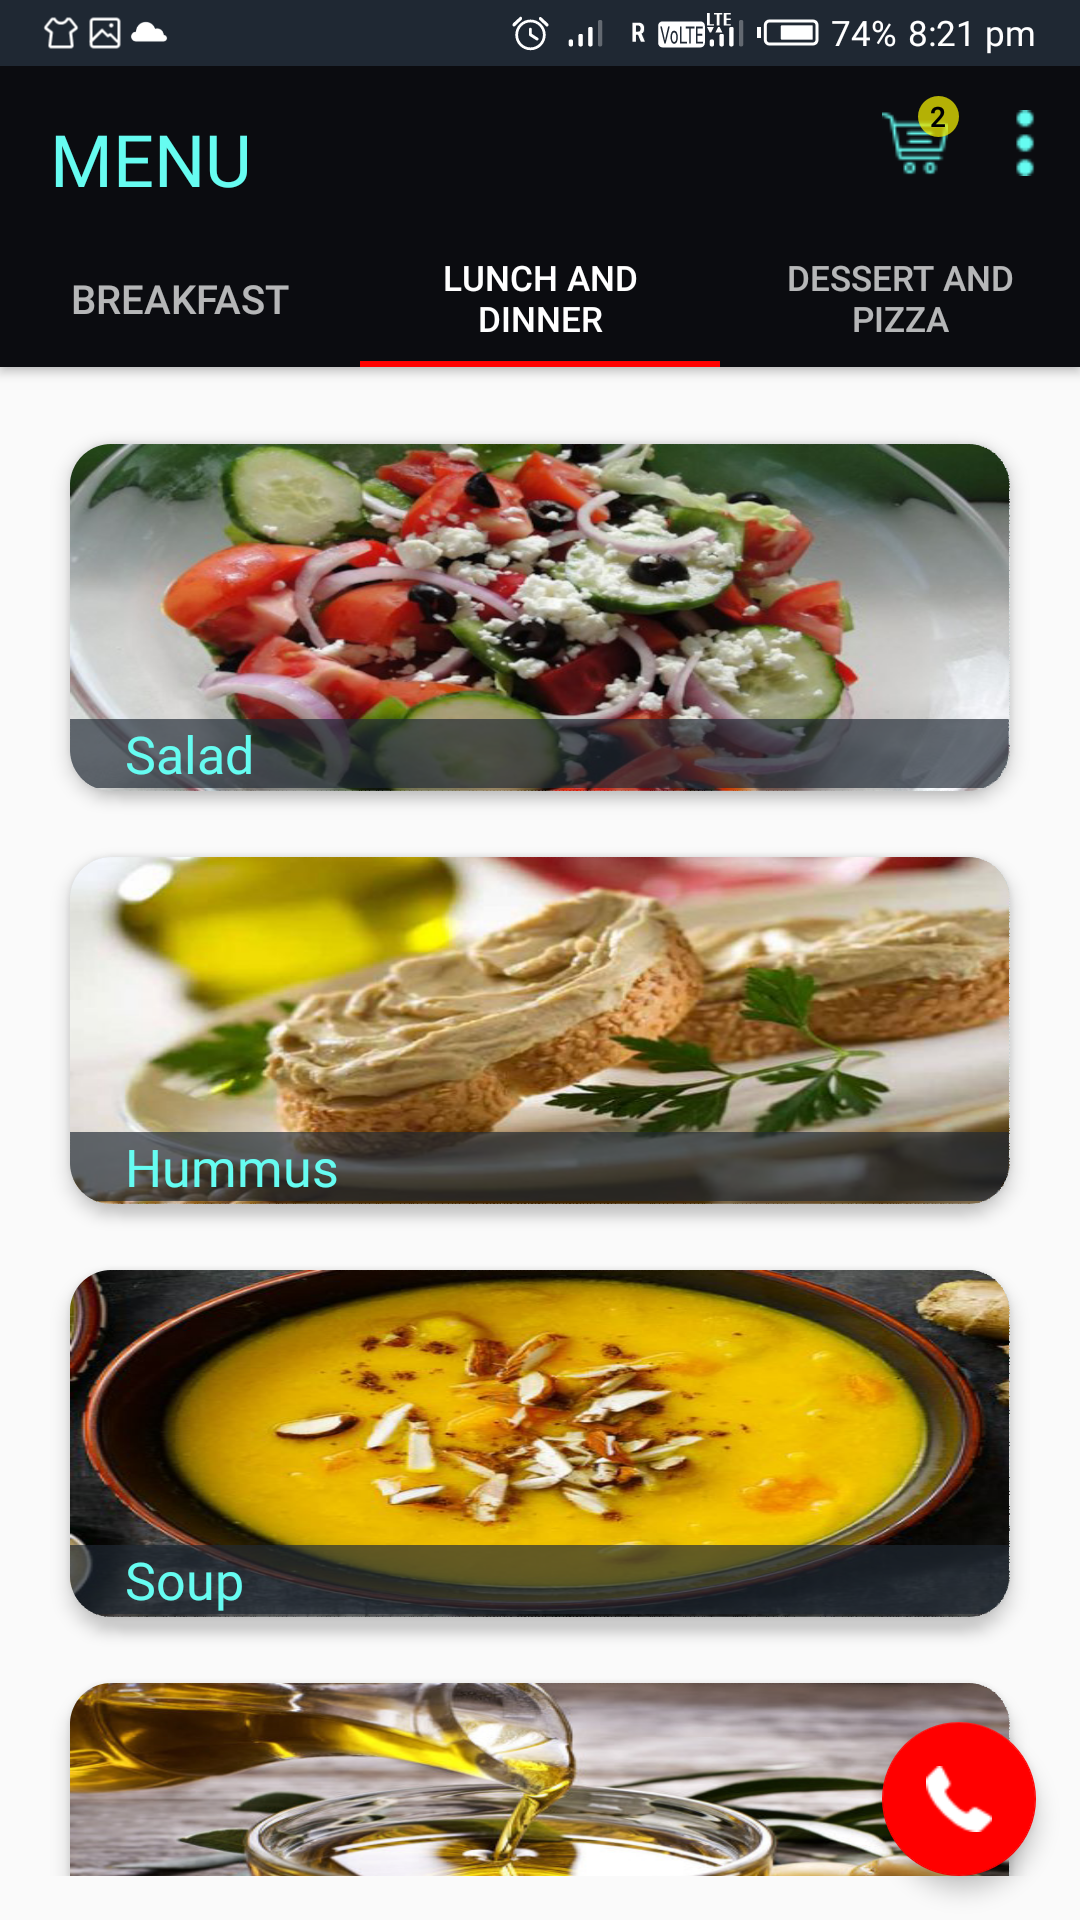 R VoLTE LTE 74% 8:21 pm
MENU
2
BREAKFAST
LUNCH AND
DINNER
DESSERT AND
PIZZA
Salad
Hummus
Soup